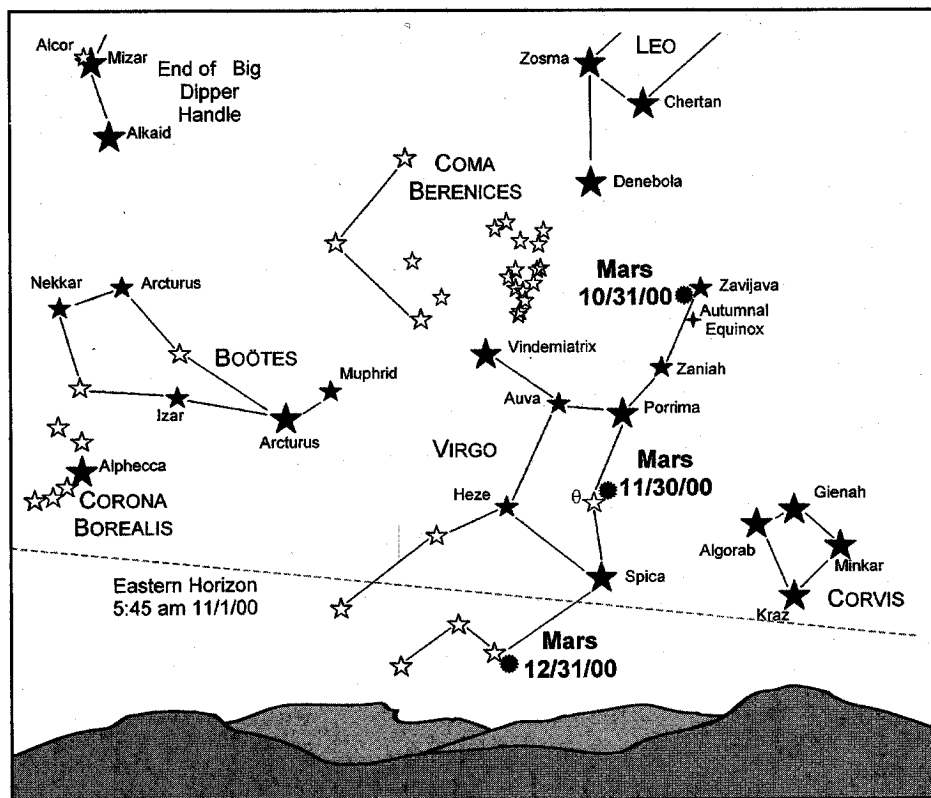 Alcor
Mizar
End of Big
Dipper
Handle
Alkaid
Zosma
LEO
Chertan
Denebola
COMA
BERENICES
Nekkar
Arcturus
BOÖTES
Muphrid
Izar
Arcturus
Mars
10/31/00
Zavijava
Autumnal
Equinox
Vindemiatrix
Zaniah
Auva
Porrima
VIRGO
Alphecca
CORONA
BOREALIS
Heze
θ
Mars
11/30/00
Gienah
Algorab
Minkar
Kraz
CORVIS
Spica
Eastern Horizon
5:45 am 11/1/00
Mars
12/31/00